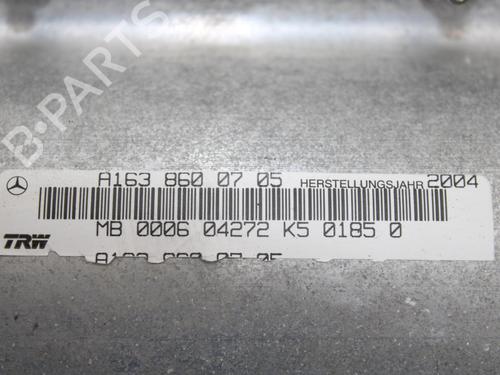 B-PARTS
A163 860 07 05 HERSTELLUNGSJAHR 2004
TRW MB 0006 04272 K5 0185 0